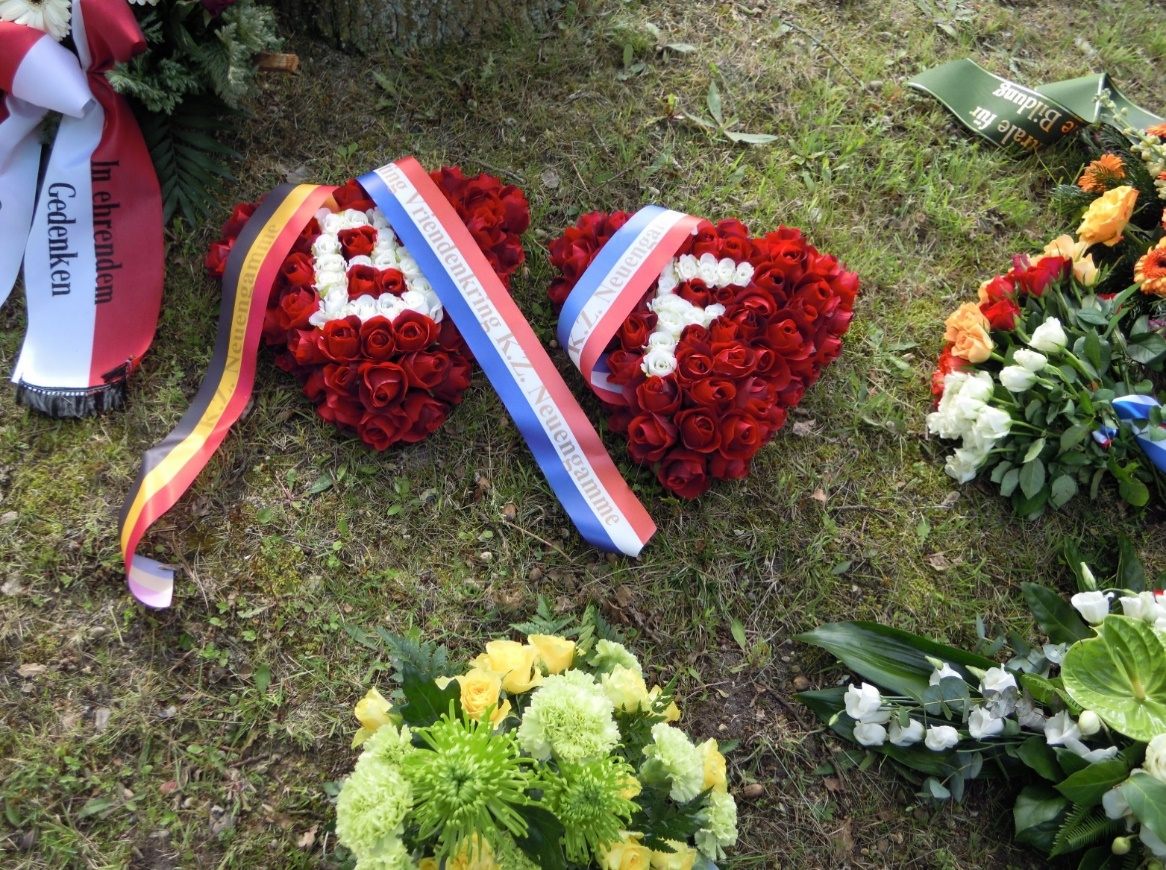 In ehrendem
Gedenken
K.Z. Neuengamme
Vriendenkring K.Z. Neuengamme
K.Z. Neuengam
F
Bildung